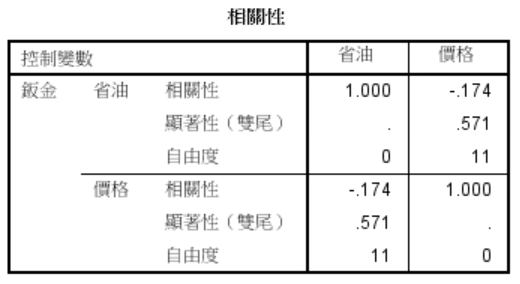 相關性
控制變數 省油 價格
鈑金 省油 相關性 1.000 -.174
顯著性（雙尾） . .571
自由度 0 11
價格 相關性 -.174 1.000
顯著性（雙尾） .571 .
自由度 11 0